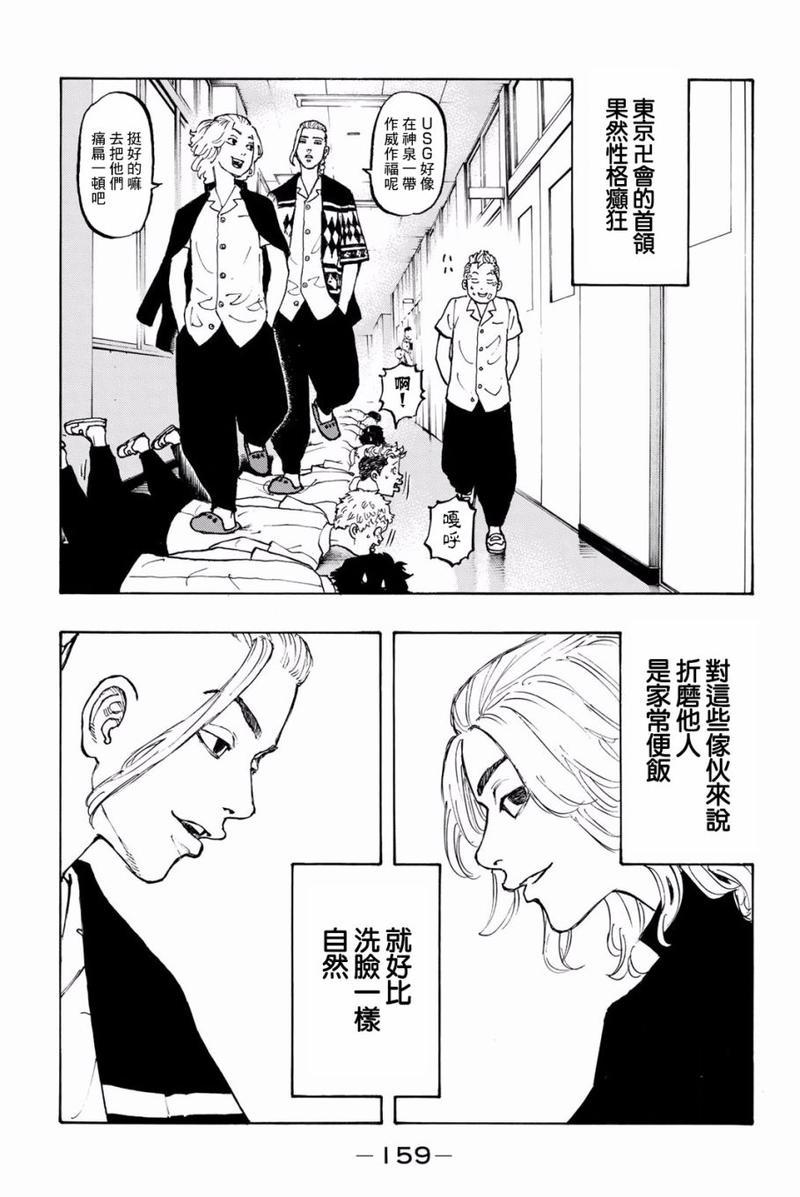 東京卍會的首領
果然性格癲狂
USG好像
在神泉一帶
作威作福呢
挺好的嘛
去把他們
痛扁一頓吧
啊！
嘎呼
對這些傢伙來說
折磨他人
是家常便飯
就好比
洗臉一樣
自然
—159—